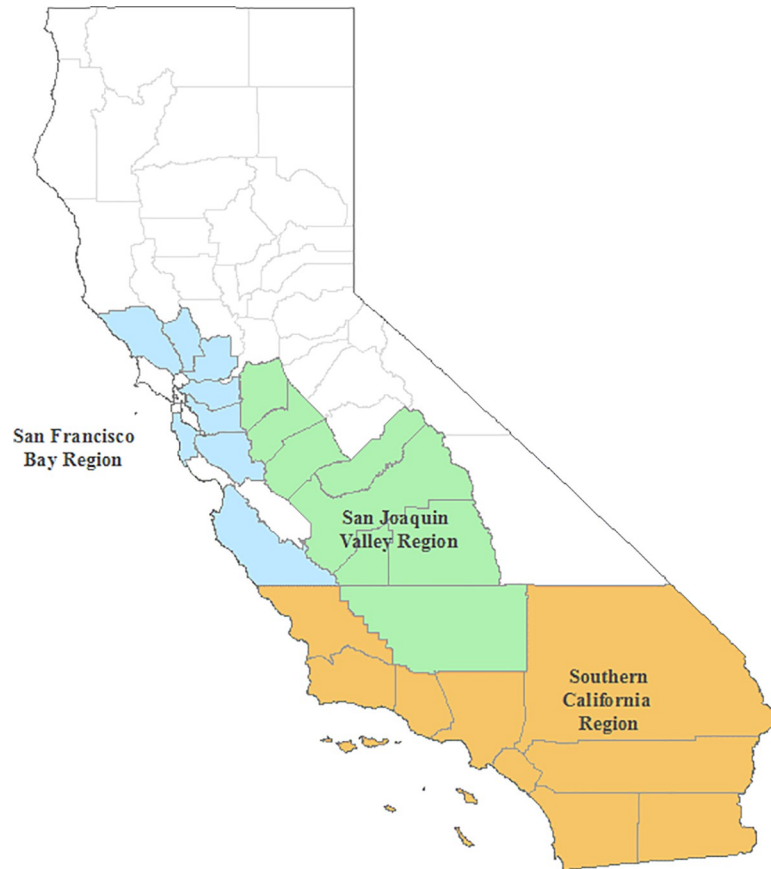 San Francisco
Bay Region
San Joaquin
Valley Region
Southern
California
Region